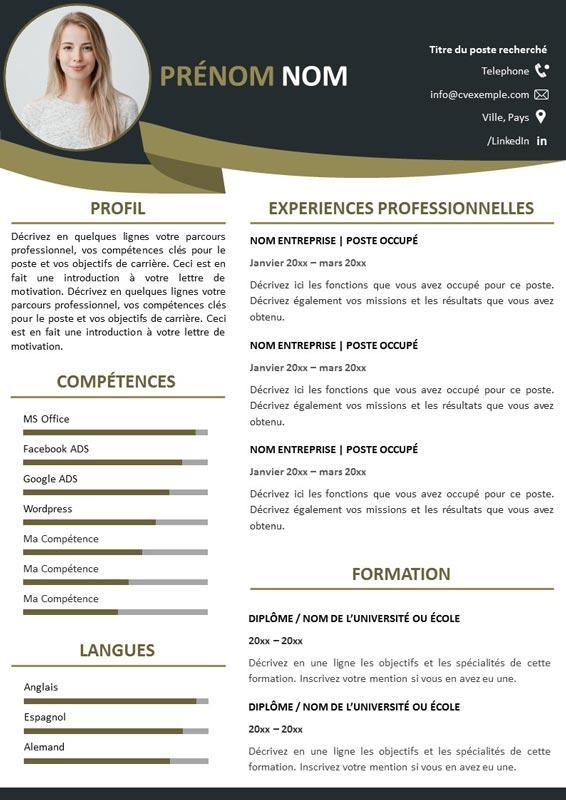 PRÉNOM NOM
Titre du poste recherché
Telephone
info@cvexemple.com
Ville, Pays
/LinkedIn
in
PROFIL
Décrivez en quelques lignes votre parcours
professionnel, vos compétences clés pour le
poste et vos objectifs de carrière. Ceci est en
fait une introduction à votre lettre de
motivation. Décrivez en quelques lignes votre
parcours professionnel, vos compétences clés
pour le poste et vos objectifs de carrière. Ceci
est en fait une introduction à votre lettre de
motivation.
COMPÉTENCES
MS Office
Facebook ADS
Google ADS
Wordpress
Ma Compétence
Ma Compétence
Ma Compétence
LANGUES
Anglais
Espagnol
Alemand
EXPERIENCES PROFESSIONNELLES
NOM ENTREPRISE | POSTE OCCUPÉ
Janvier 20xx – mars 20xx
Décrivez ici les fonctions que vous avez occupé pour ce poste.
Décrivez également vos missions et les résultats que vous avez
obtenu.
NOM ENTREPRISE | POSTE OCCUPÉ
Janvier 20xx – mars 20xx
Décrivez ici les fonctions que vous avez occupé pour ce poste.
Décrivez également vos missions et les résultats que vous avez
obtenu.
NOM ENTREPRISE | POSTE OCCUPÉ
Janvier 20xx – mars 20xx
Décrivez ici les fonctions que vous avez occupé pour ce poste.
Décrivez également vos missions et les résultats que vous avez
obtenu.
FORMATION
DIPLÔME / NOM DE L’UNIVERSITÉ OU ÉCOLE
20xx – 20xx
Décrivez en une ligne les objectifs et les spécialités de cette
formation. Inscrivez votre mention si vous en avez eu une.
DIPLÔME / NOM DE L’UNIVERSITÉ OU ÉCOLE
20xx – 20xx
Décrivez en une ligne les objectifs et les spécialités de cette
formation. Inscrivez votre mention si vous en avez eu une.